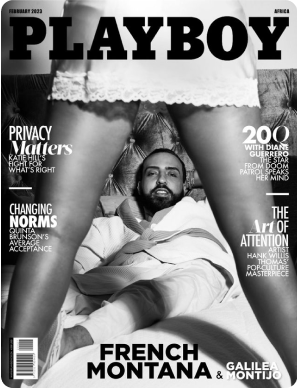 FEBRUARY 2023
AFRICA
PLAYBOY
PRIVACY
Matters
KATIE HILL'S
FIGHT FOR
WHAT'S RIGHT
CHANGING
NORMS
QUINTA
BRUNSON'S
AVERAGE
ACCEPTANCE
20Q
WITH DIANE
GUERRERO
THE STAR
FROM DOOM
PATROL SPEAKS
HER MIND
THE
Art OF
ATTENTION
ARTIST
HANK WILLIS
THOMAS'
POP-CULTURE
MASTERPIECE
FRENCH
MONTANA & GALILEA
MONTIJO